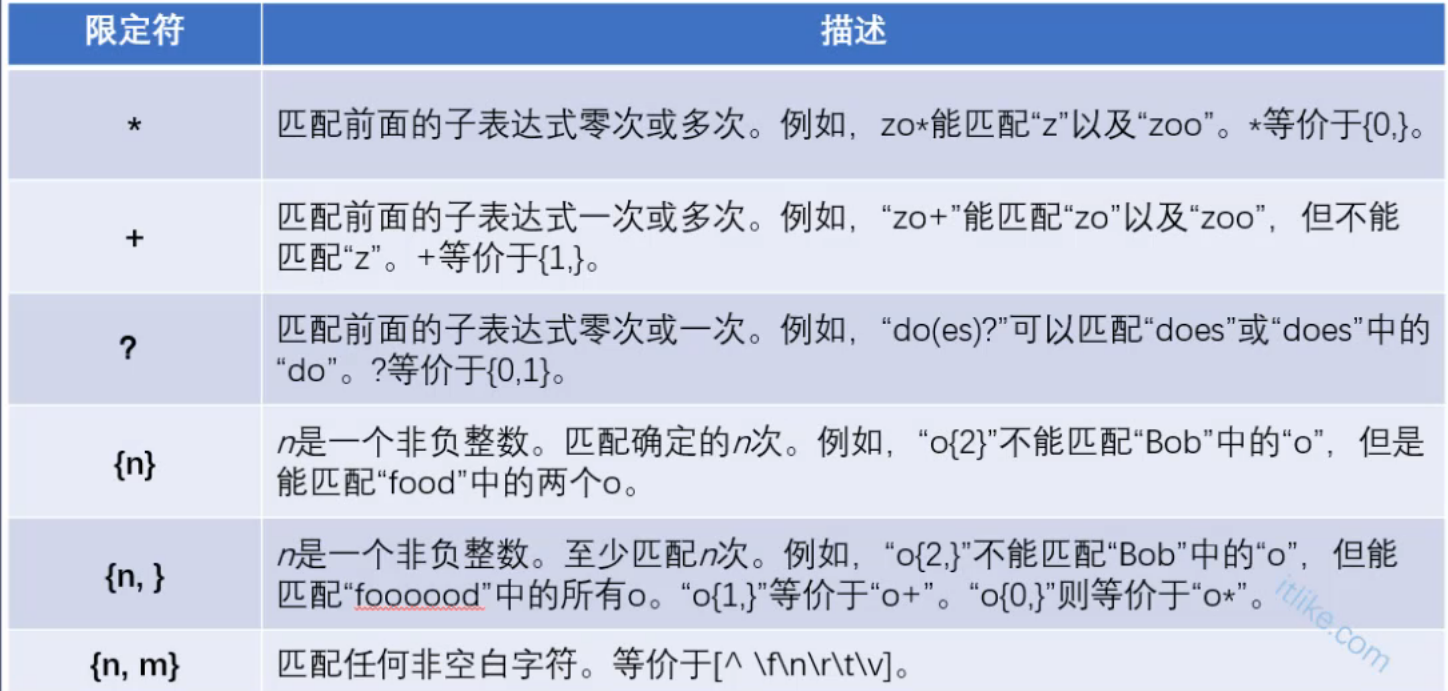 限定符 描述
* 匹配前面的子表达式零次或多次。例如，zo*能匹配“z”以及“zoo”。*等价于{0,}。
+ 匹配前面的子表达式一次或多次。例如，“zo+”能匹配“zo”以及“zoo”，但不能
匹配“z”。+等价于{1,}。
? 匹配前面的子表达式零次或一次。例如，“do(es)?”可以匹配“does”或“does”中的
“do”。?等价于{0,1}。
{n} n是一个非负整数。匹配确定的n次。例如，“o{2}”不能匹配“Bob”中的“o”，但是
能匹配“food”中的两个o。
{n, } n是一个非负整数。至少匹配n次。例如，“o{2,}”不能匹配“Bob”中的“o”，但能
匹配“foooood”中的所有o。“o{1,}”等价于“o+”。“o{0,}”则等价于“o*”。
{n, m} 匹配任何非空白字符。等价于[^ \f\n\r\t\v]。
itlike.com